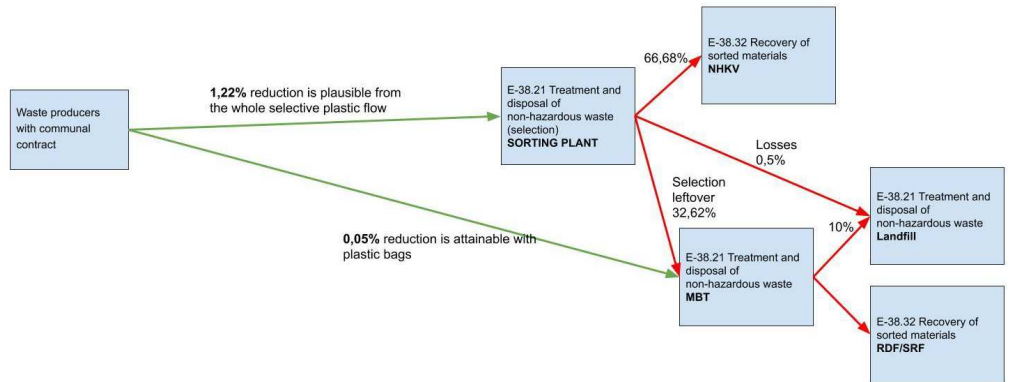 Waste producers
with communal
contract
1,22% reduction is plausible from
the whole selective plastic flow
0,05% reduction is attainable with
plastic bags
E-38.21 Treatment and
disposal of
non-hazardous waste
(selection)
SORTING PLANT
66,68%
E-38.32 Recovery of
sorted materials
NHKV
Losses
0,5%
Selection
leftover
32,62%
E-38.21 Treatment and
disposal of
non-hazardous waste
MBT
10%
E-38.21 Treatment and
disposal of
non-hazardous waste
Landfill
E-38.32 Recovery of
sorted materials
RDF/SRF